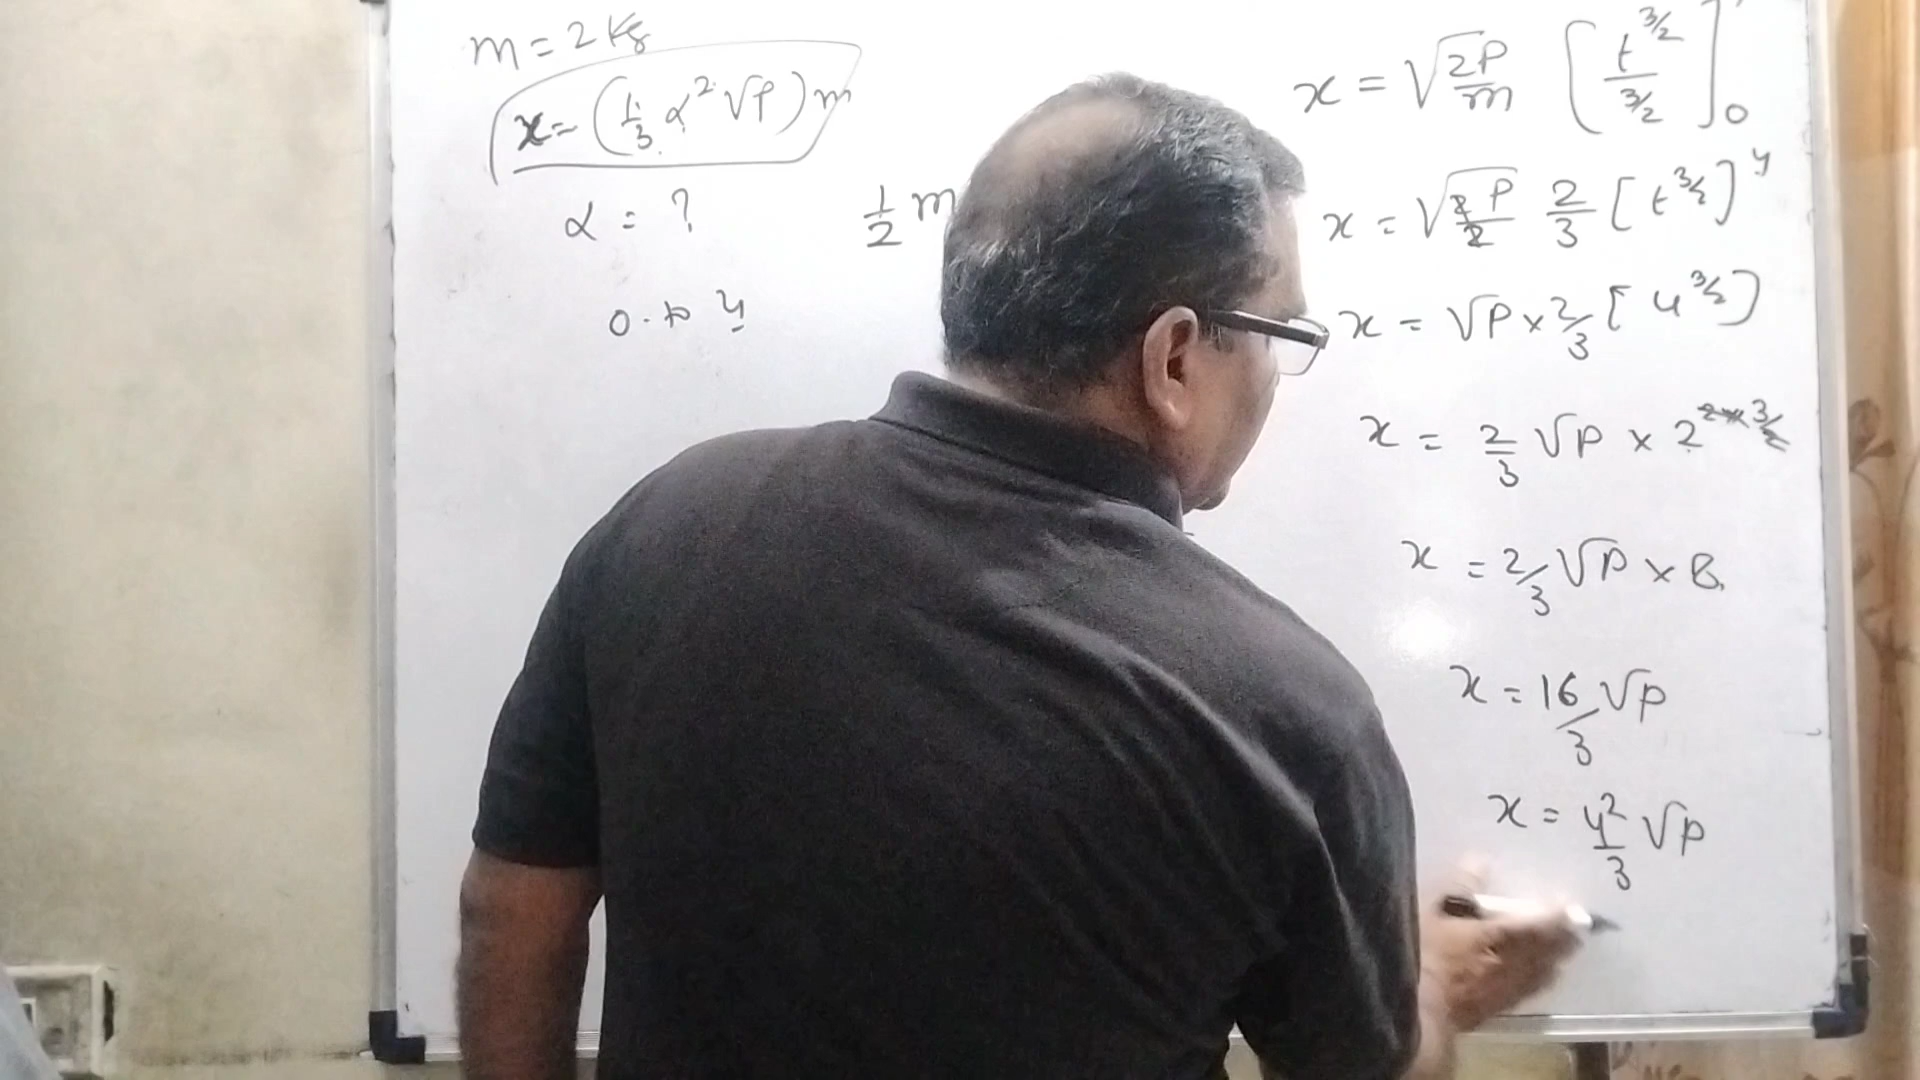 m = 2 kg
x = (1/3 α² √P) m
α = ?
0 to 4
1/2 m
x = √(2P/m) [t^(3/2)/(3/2)]₀
x = √(2P/2) 2/3 [t^(3/2)]⁴
x = √P × 2/3 [4^(3/2)]
x = 2/3 √P × 2^(2×3/2)
x = 2/3 √P × 8
x = 16/3 √P
x = 4²/3 √P